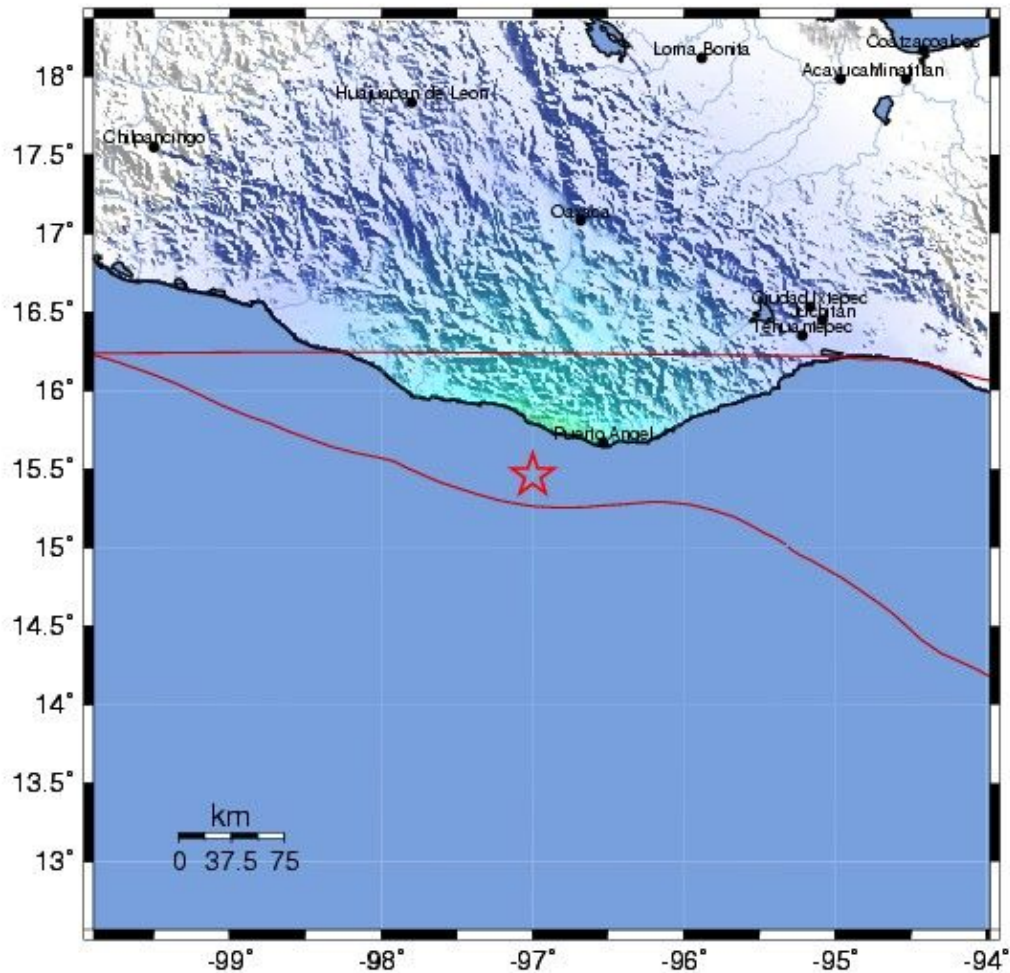 Coatzacoalcos
Loma Bonita
18°
Acayucan
Minatitlan
Huajuapan de Leon
17.5°
Chilpancingo
Oaxaca
17°
Ciudad Ixtepec
16.5°
Juchitan
Tehuantepec
16°
Puerto Angel
15.5°
15°
14.5°
14°
13.5°
km
0 37.5 75
13°
-99° -98° -97° -96° -95° -94°